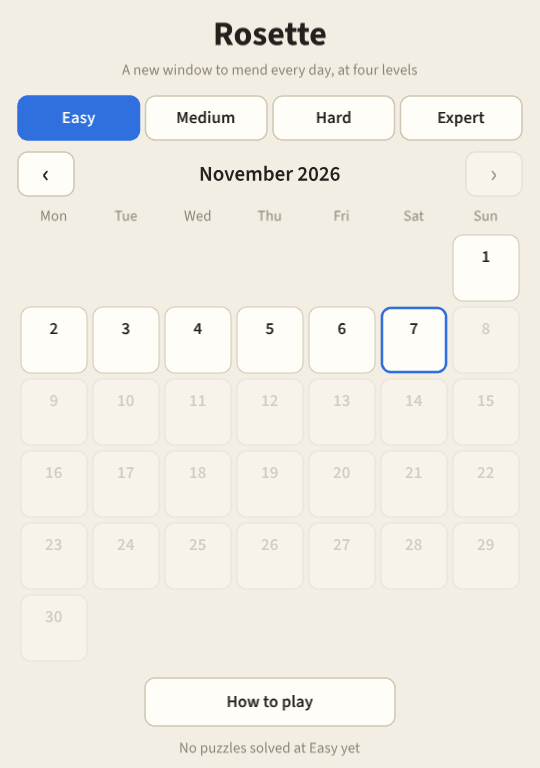 Rosette
A new window to mend every day, at four levels
Easy Medium Hard Expert
‹ November 2026 ›
Mon Tue Wed Thu Fri Sat Sun
1
2 3 4 5 6 7 8
9 10 11 12 13 14 15
16 17 18 19 20 21 22
23 24 25 26 27 28 29
30
How to play
No puzzles solved at Easy yet